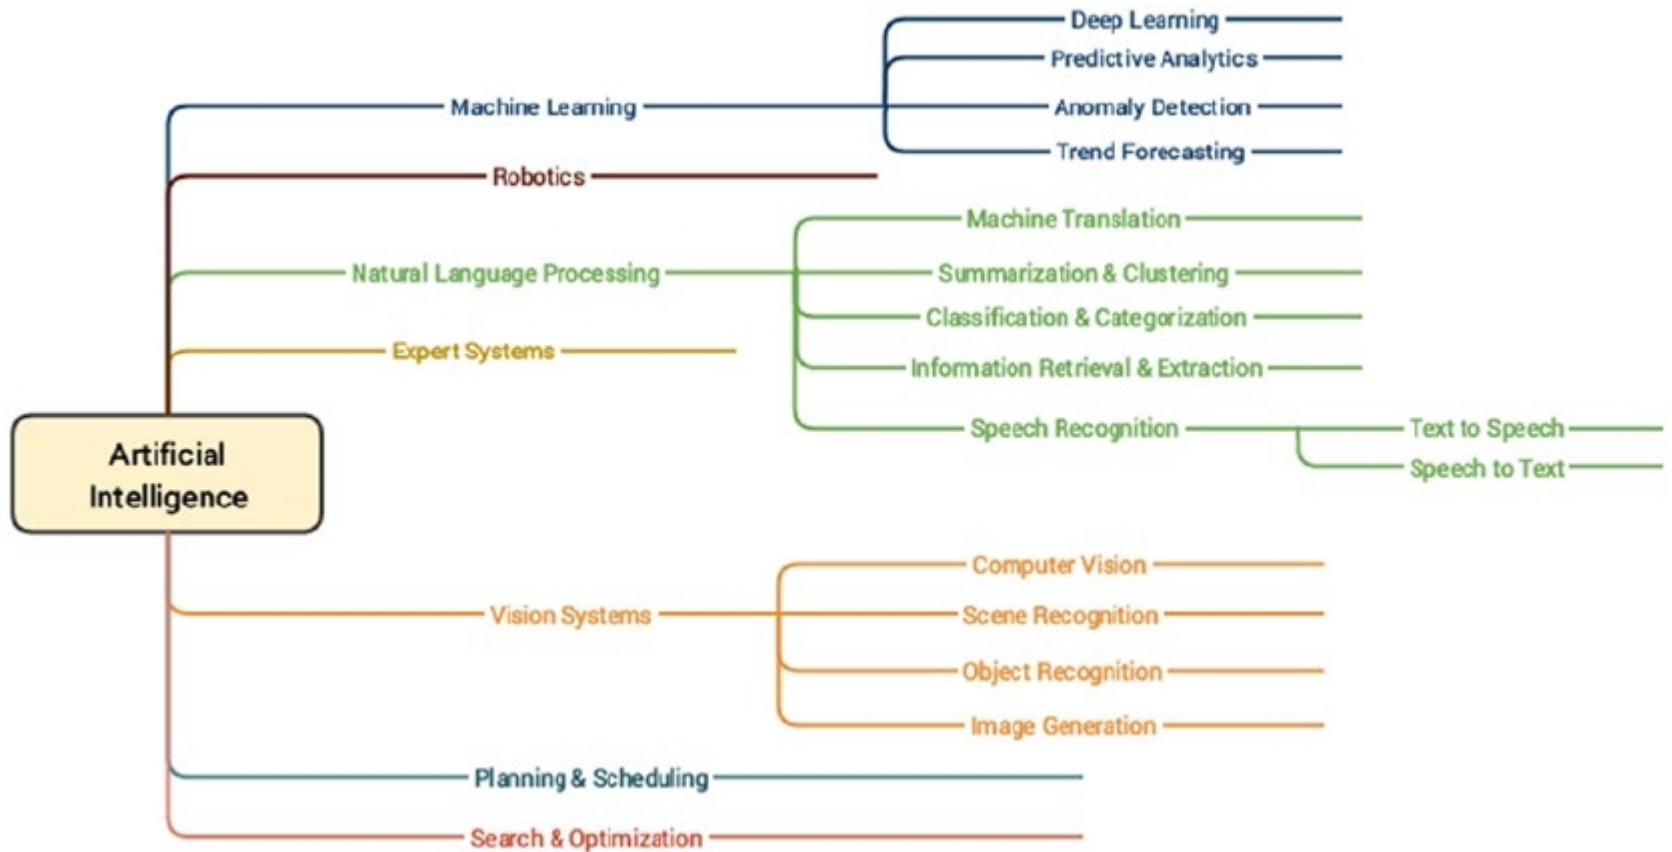 Deep Learning
Predictive Analytics
Machine Learning
Anomaly Detection
Trend Forecasting
Robotics
Machine Translation
Natural Language Processing
Summarization & Clustering
Classification & Categorization
Expert Systems
Information Retrieval & Extraction
Speech Recognition
Text to Speech
Speech to Text
Artificial
Intelligence
Computer Vision
Vision Systems
Scene Recognition
Object Recognition
Image Generation
Planning & Scheduling
Search & Optimization